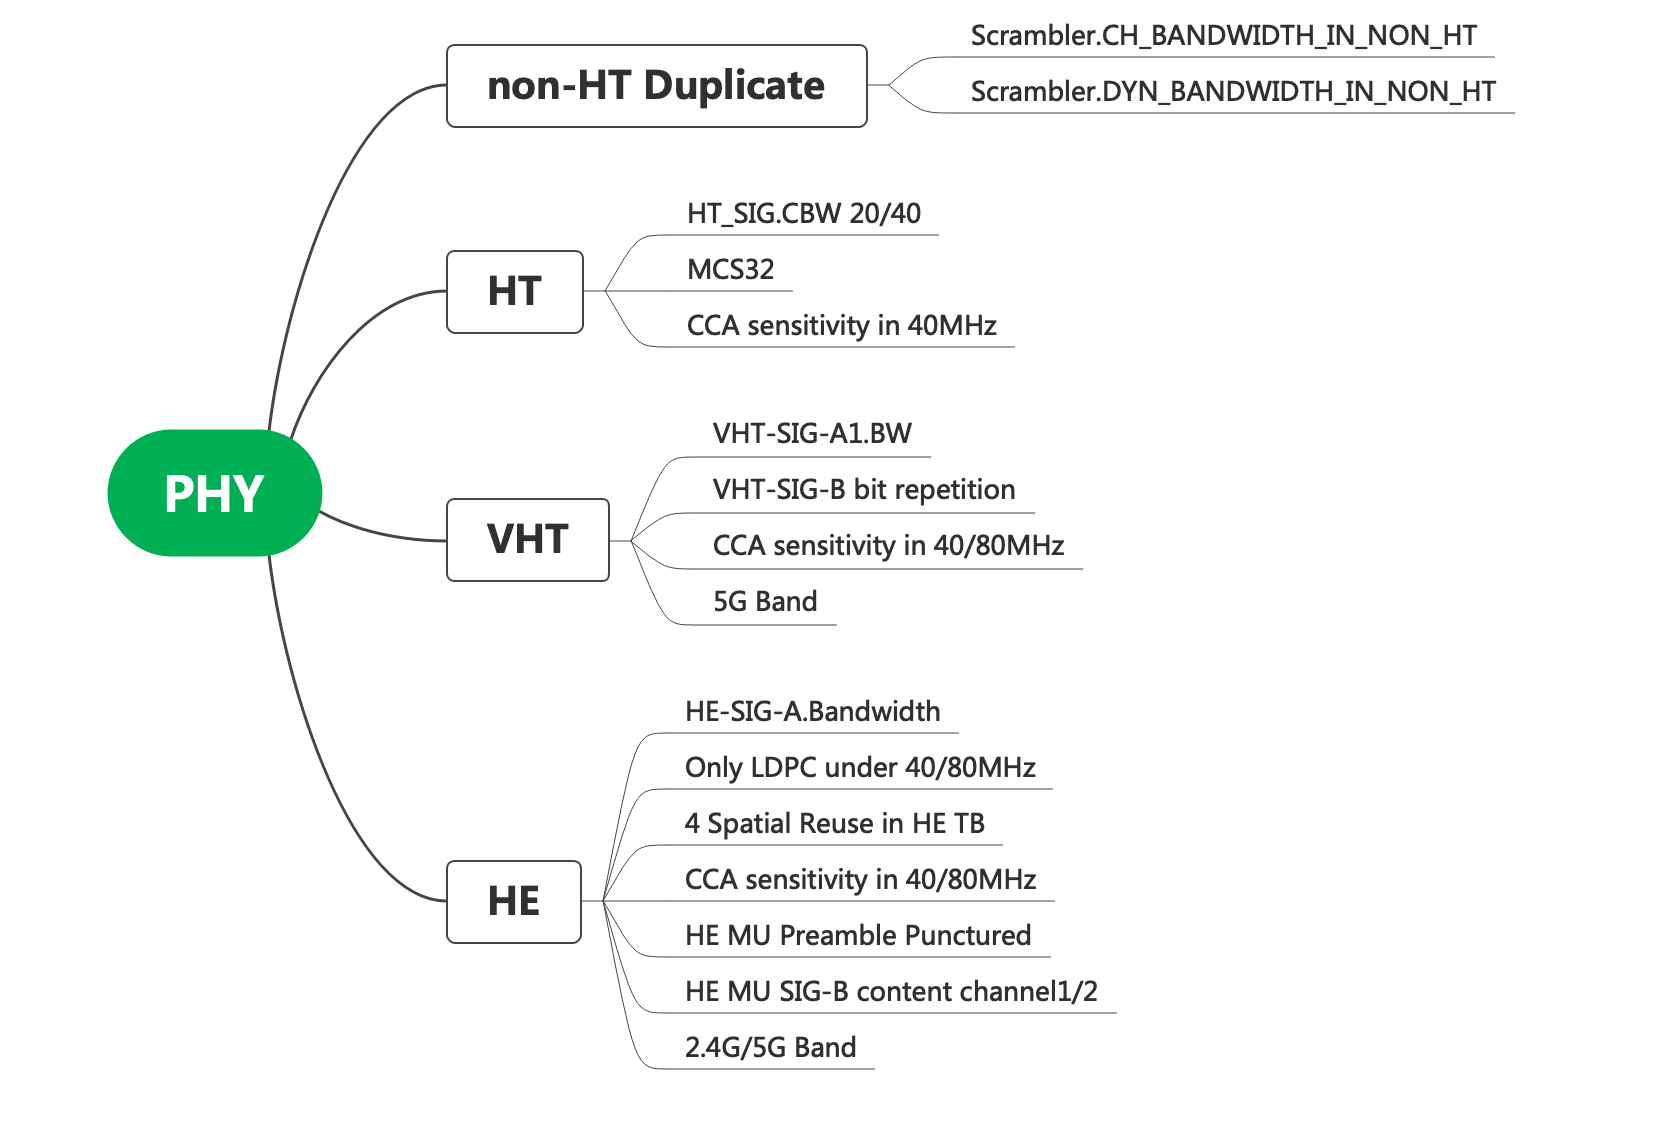 PHY
non-HT Duplicate
Scrambler.CH_BANDWIDTH_IN_NON_HT
Scrambler.DYN_BANDWIDTH_IN_NON_HT
HT
HT_SIG.CBW 20/40
MCS32
CCA sensitivity in 40MHz
VHT
VHT-SIG-A1.BW
VHT-SIG-B bit repetition
CCA sensitivity in 40/80MHz
5G Band
HE
HE-SIG-A.Bandwidth
Only LDPC under 40/80MHz
4 Spatial Reuse in HE TB
CCA sensitivity in 40/80MHz
HE MU Preamble Punctured
HE MU SIG-B content channel1/2
2.4G/5G Band